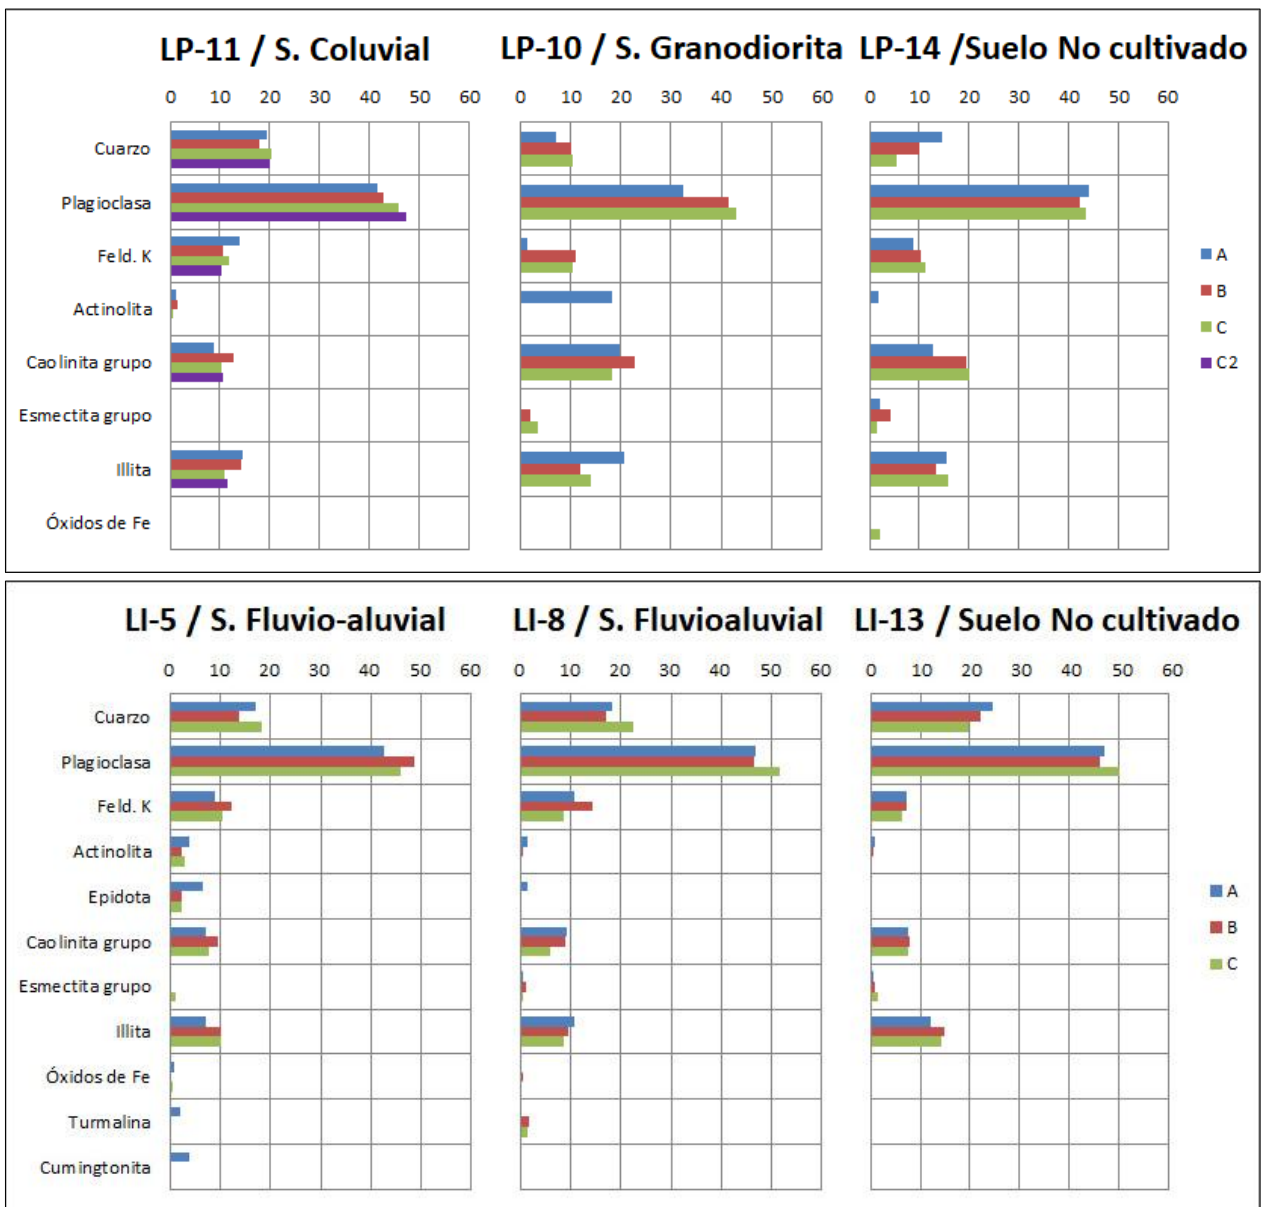 LP-11 / S. Coluvial LP-10 / S. Granodiorita LP-14 /Suelo No cultivado
0 10 20 30 40 50 60 0 10 20 30 40 50 60 0 10 20 30 40 50 60
Cuarzo
Plagioclasa
Feld. K
Actinolita
Caolinita grupo
Esmectita grupo
Illita
Óxidos de Fe
A
B
C
C2
LI-5 / S. Fluvio-aluvial LI-8 / S. Fluvioaluvial LI-13 / Suelo No cultivado
0 10 20 30 40 50 60 0 10 20 30 40 50 60 0 10 20 30 40 50 60
Cuarzo
Plagioclasa
Feld. K
Actinolita
Epidota
Caolinita grupo
Esmectita grupo
Illita
Óxidos de Fe
Turmalina
Cumingtonita
A
B
C